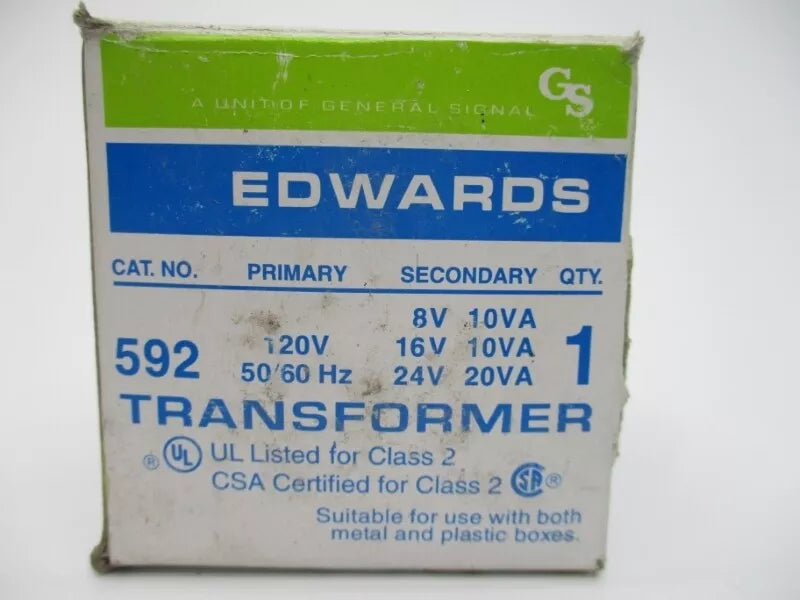 GS
A UNIT OF GENERAL SIGNAL
EDWARDS
CAT. NO. PRIMARY SECONDARY QTY.
8V 10VA
592 120V 16V 10VA 1
50/60 Hz 24V 20VA
TRANSFORMER
® UL UL Listed for Class 2
CSA Certified for Class 2 SA ®
Suitable for use with both
metal and plastic boxes.